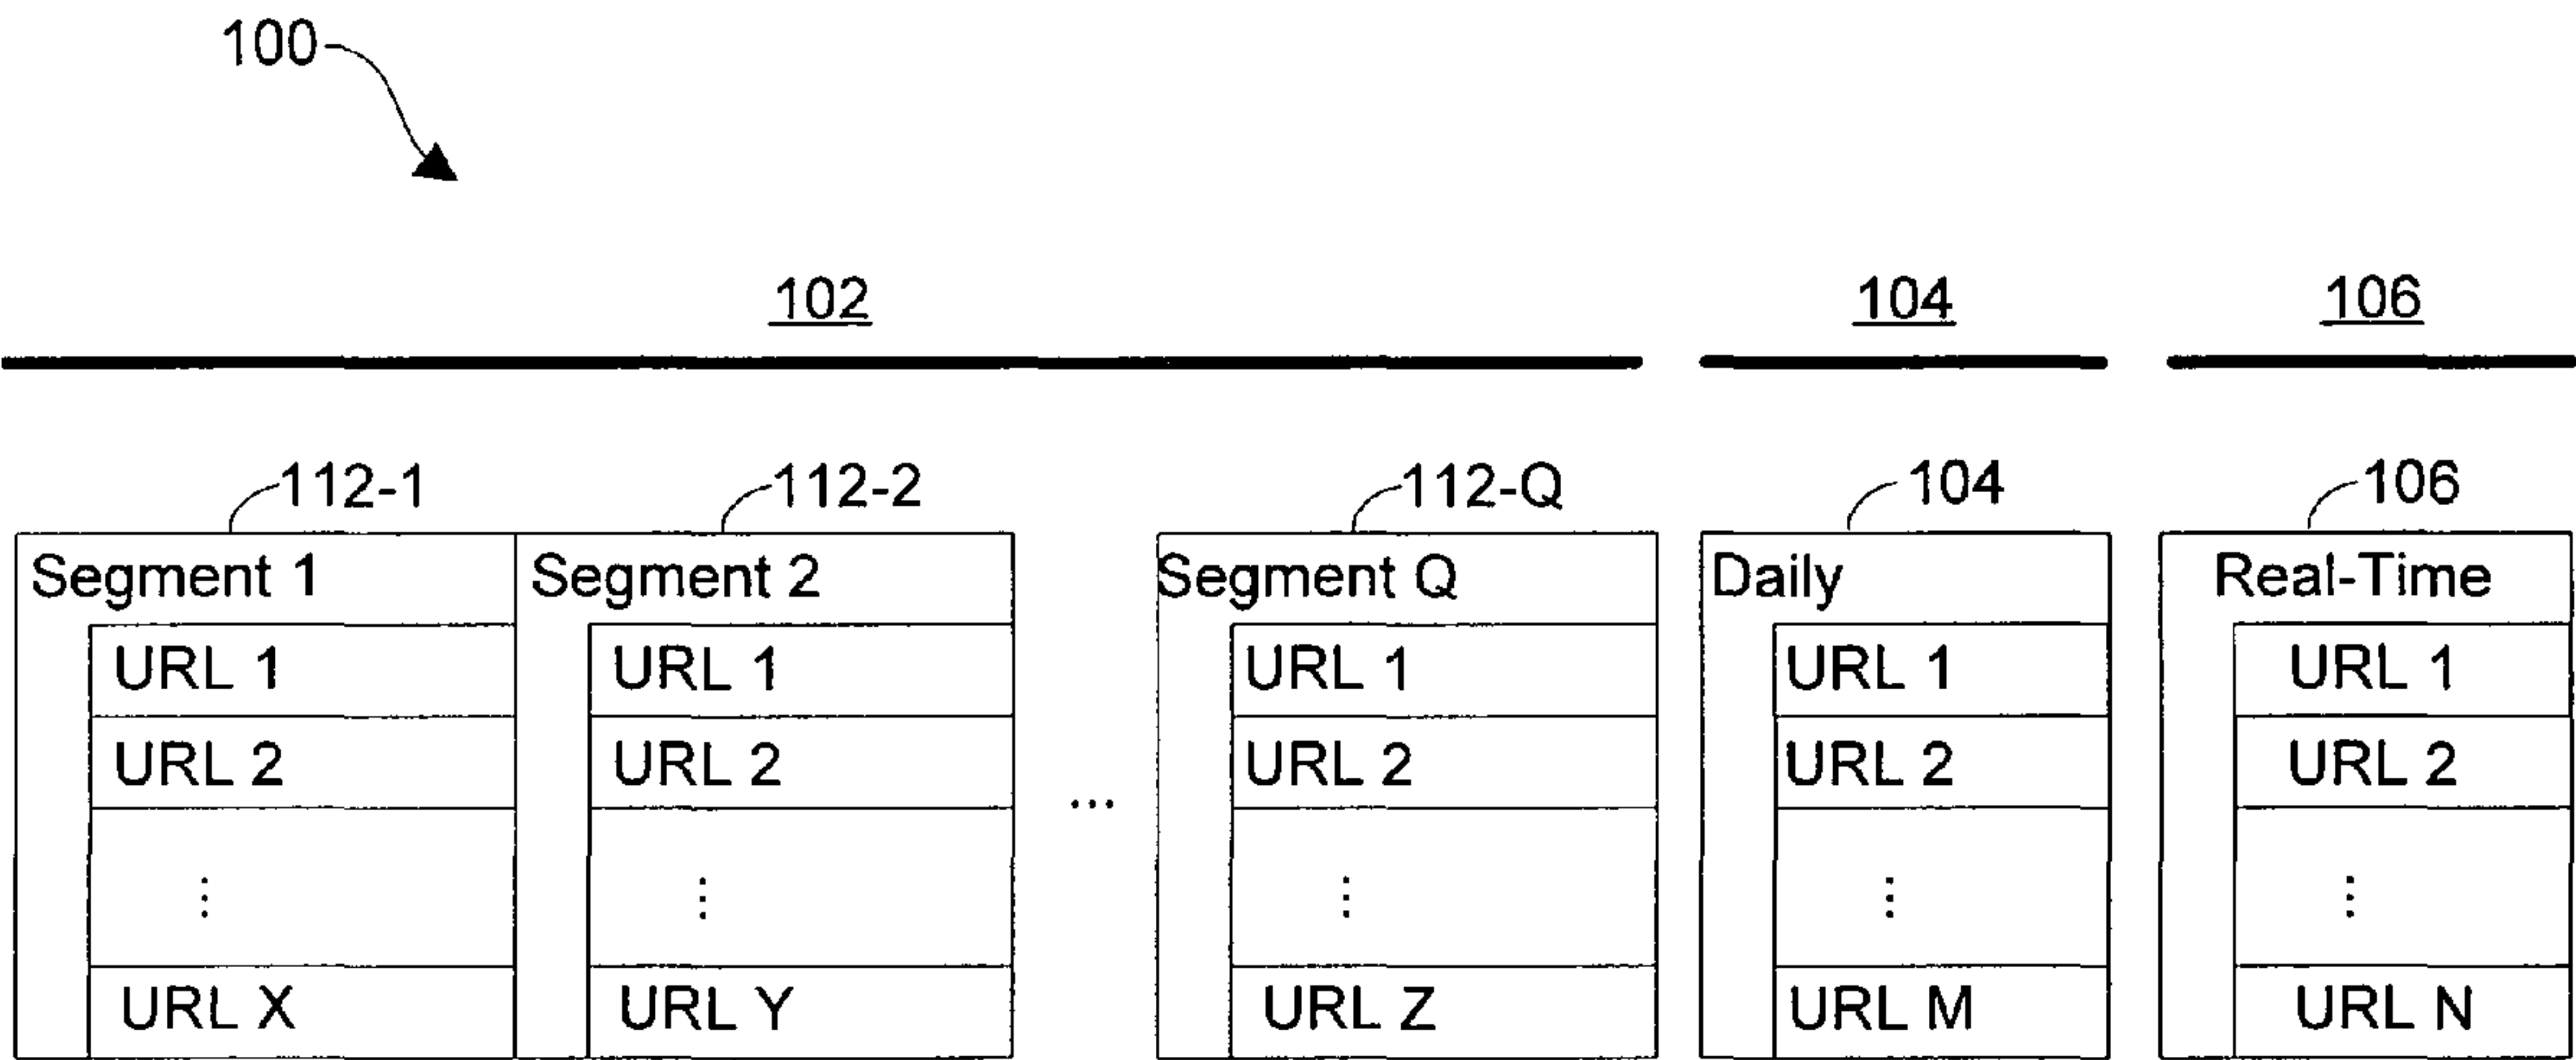 100
102 104 106
112-1 112-2 112-Q 104 106
Segment 1 Segment 2 Segment Q Daily Real-Time
URL 1 URL 1 URL 1 URL 1 URL 1
URL 2 URL 2 URL 2 URL 2 URL 2
...
⋮ ⋮ ⋮ ⋮ ⋮
URL X URL Y URL Z URL M URL N